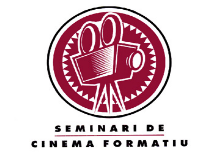 SEMINARI DE
CINEMA FORMATIU